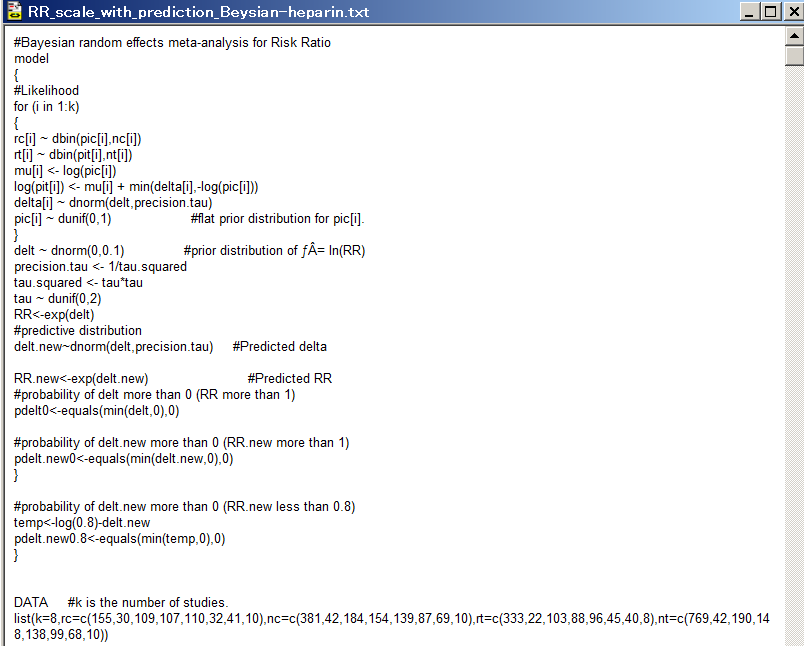 RR_scale_with_prediction_Beysian-heparin.txt
#Bayesian random effects meta-analysis for Risk Ratio
model
{
#Likelihood
for (i in 1:k)
{
rc[i] ~ dbin(pic[i],nc[i])
rt[i] ~ dbin(pit[i],nt[i])
mu[i] <- log(pic[i])
log(pit[i]) <- mu[i] + min(delta[i],-log(pic[i]))
delta[i] ~ dnorm(delt,precision.tau)
pic[i] ~ dunif(0,1) #flat prior distribution for pic[i].
}
delt ~ dnorm(0,0.1) #prior distribution of ƒÂ= ln(RR)
precision.tau <- 1/tau.squared
tau.squared <- tau*tau
tau ~ dunif(0,2)
RR<-exp(delt)
#predictive distribution
delt.new~dnorm(delt,precision.tau) #Predicted delta
RR.new<-exp(delt.new) #Predicted RR
#probability of delt more than 0 (RR more than 1)
pdelt0<-equals(min(delt,0),0)
#probability of delt.new more than 0 (RR.new more than 1)
pdelt.new0<-equals(min(delt.new,0),0)
}
#probability of delt.new more than 0 (RR.new less than 0.8)
temp<-log(0.8)-delt.new
pdelt.new0.8<-equals(min(temp,0),0)
}
DATA #k is the number of studies.
list(k=8,rc=c(155,30,109,107,110,32,41,10),nc=c(381,42,184,154,139,87,69,10),rt=c(333,22,103,88,96,45,40,8),nt=c(769,42,190,14
8,138,99,68,10))